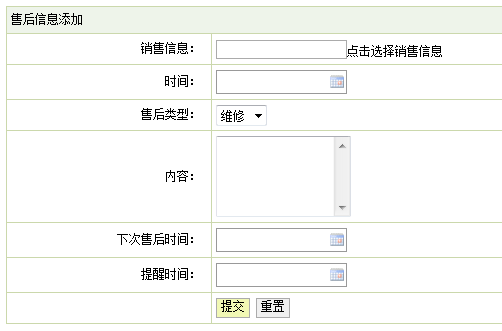 售后信息添加
销售信息： 点击选择销售信息
时间：
售后类型： 维修
内容：
下次售后时间：
提醒时间：
提交 重置